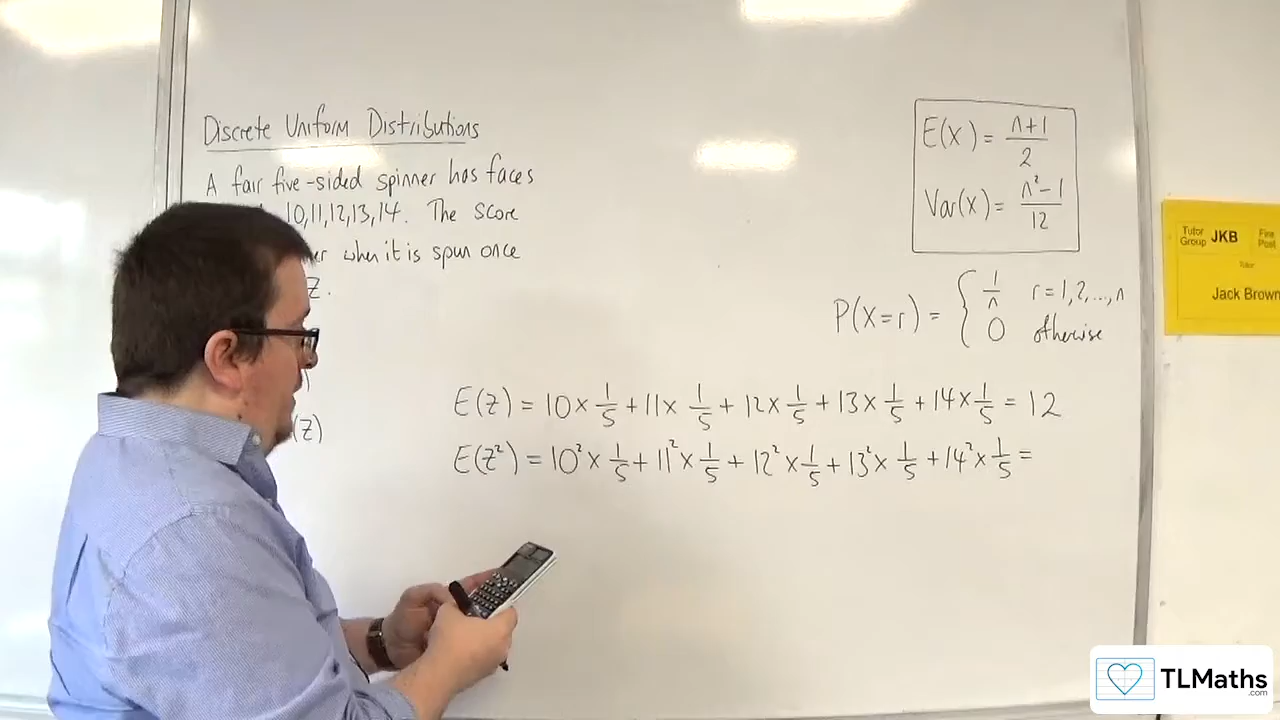 Discrete Uniform Distributions
A fair five-sided spinner has faces
10,11,12,13,14. The score
when it is spun once
Z.
(Z)
E(X) = n+1/2
Var(X) = n²-1/12
P(X=r) = { 1/n r=1,2,...,n
0 otherwise
E(Z) = 10×1/5 + 11×1/5 + 12×1/5 + 13×1/5 + 14×1/5 = 12
E(Z²) = 10²×1/5 + 11²×1/5 + 12²×1/5 + 13²×1/5 + 14²×1/5 =
Tutor Group JKB
Fire
Tutor
Jack Brown
TLMaths
.com